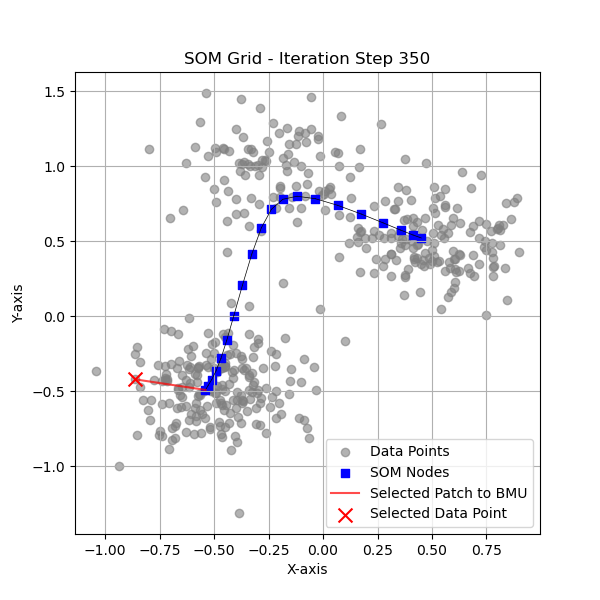 SOM Grid - Iteration Step 350
1.5
1.0
0.5
0.0
−0.5
−1.0
Y-axis
Data Points
SOM Nodes
Selected Patch to BMU
Selected Data Point
−1.00 −0.75 −0.50 −0.25 0.00 0.25 0.50 0.75
X-axis